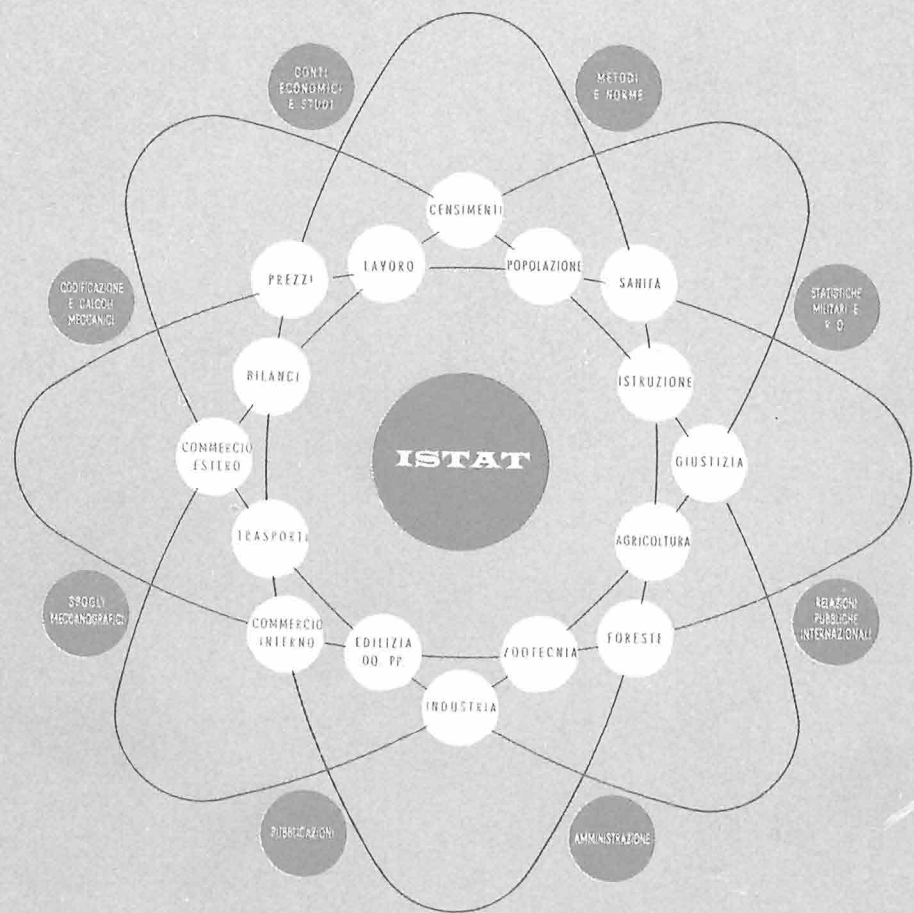 CONTI
ECONOMICI
E STUDI
METODI
E NORME
CENSIMENTI
LAVORO
POPOLAZIONE
PREZZI
SANITÀ
CODIFICAZIONE
E CALCOLI
MECCANICI
STATISTICHE
MILITARI E
R D
BILANCI
ISTRUZIONE
COMMERCIO
ESTERO
ISTAT
GIUSTIZIA
TRASPORTI
AGRICOLTURA
SPOGLI
MECCANOGRAFICI
COMMERCIO
INTERNO
EDILIZIA
OO. PP.
ZOOTECNIA
FORESTE
RELAZIONI
PUBBLICHE
INTERNAZIONALI
INDUSTRIA
PUBBLICAZIONI
AMMINISTRAZIONE